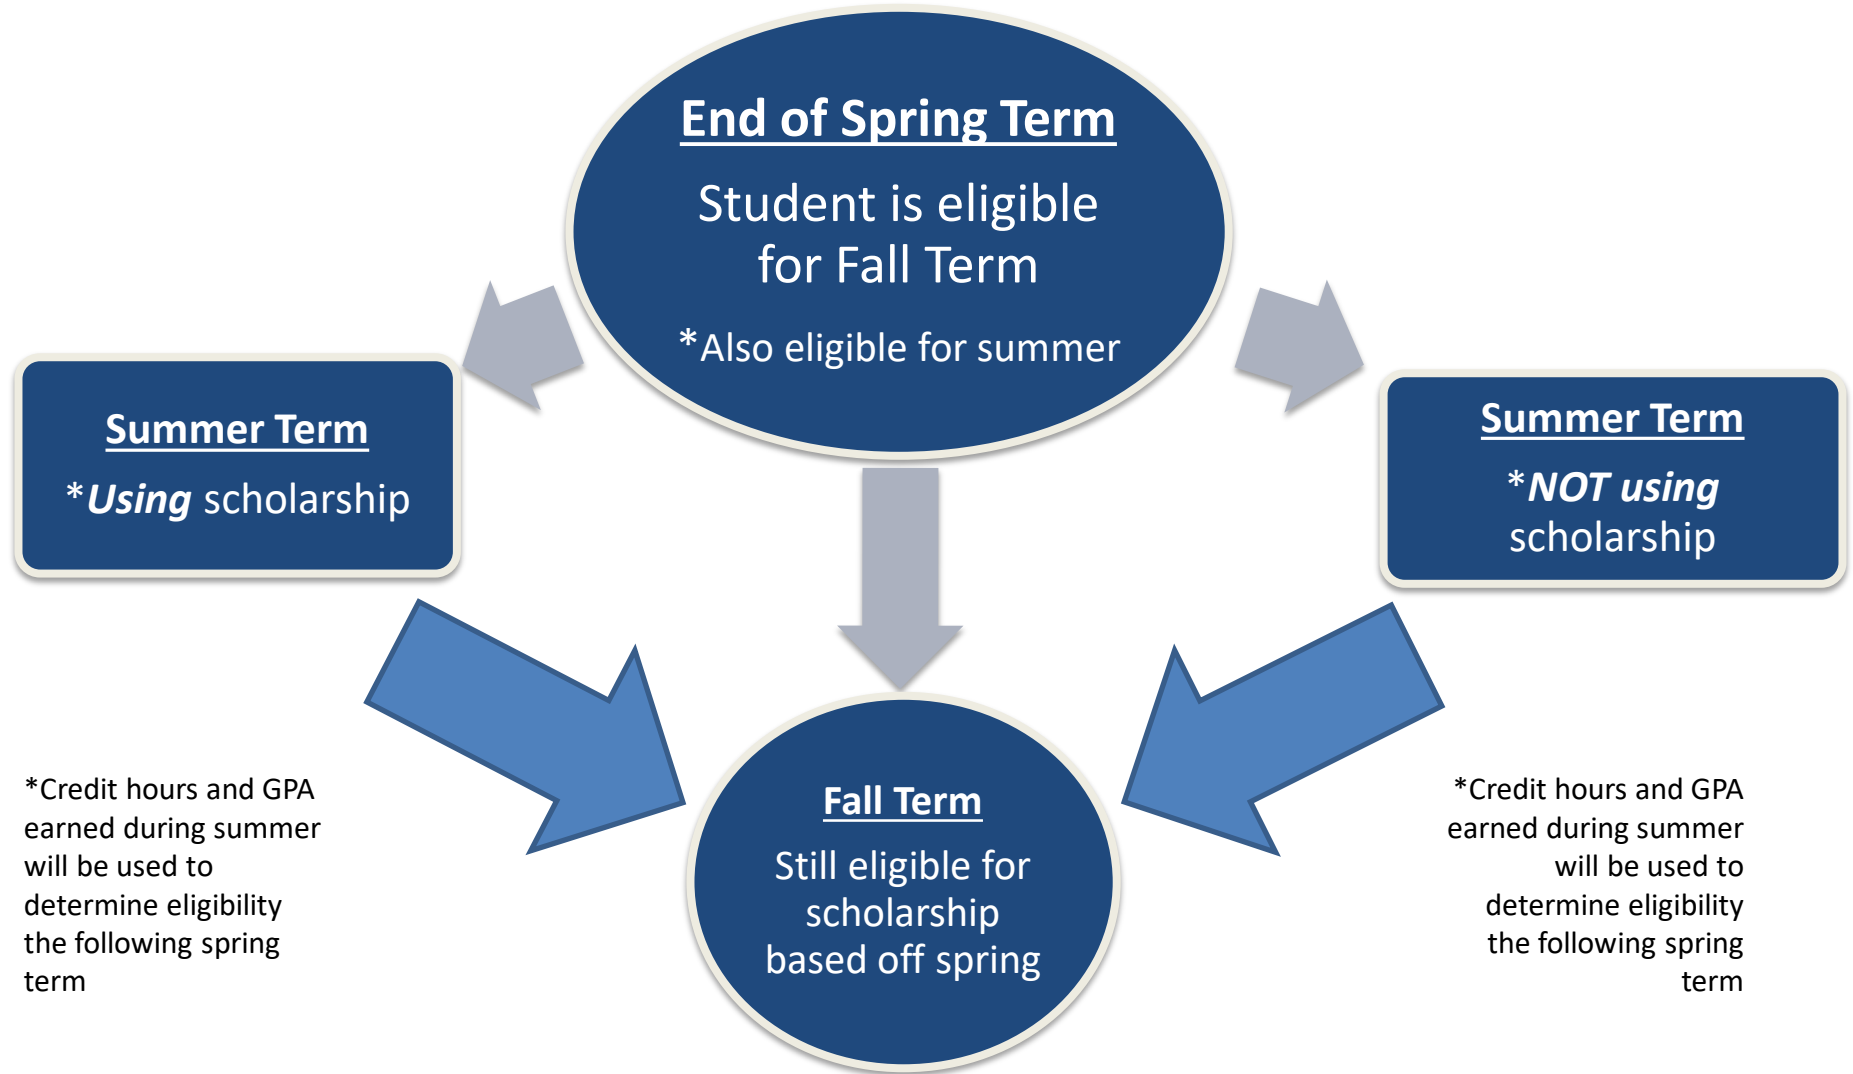 End of Spring Term
Student is eligible
for Fall Term
*Also eligible for summer
Summer Term
*Using scholarship
Summer Term
*NOT using
scholarship
*Credit hours and GPA
earned during summer
will be used to
determine eligibility
the following spring
term
Fall Term
Still eligible for
scholarship
based off spring
*Credit hours and GPA
earned during summer
will be used to
determine eligibility
the following spring
term